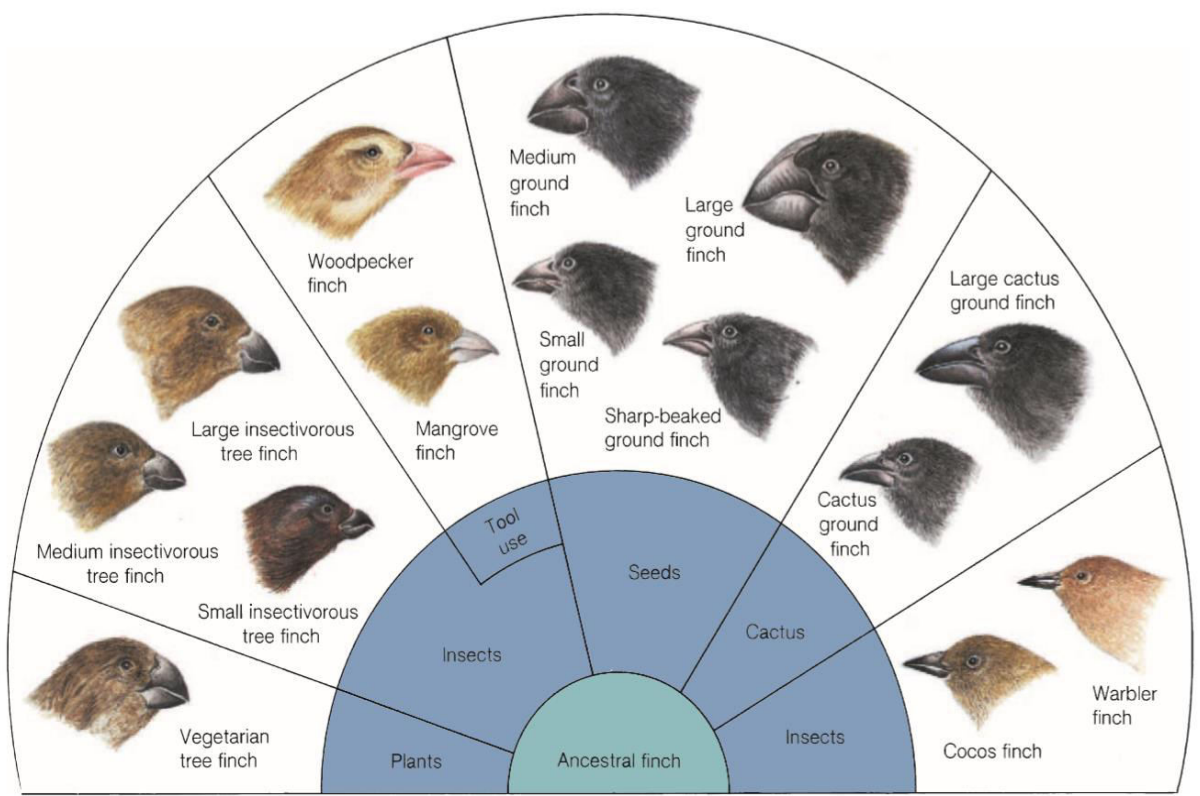 Medium
ground
finch
Large
ground
finch
Woodpecker
finch
Large cactus
ground finch
Small
ground
finch
Sharp-beaked
ground finch
Mangrove
finch
Large insectivorous
tree finch
Cactus
ground
finch
Medium insectivorous
tree finch
Small insectivorous
tree finch
Tool
use
Seeds
Cactus
Insects
Warbler
finch
Vegetarian
tree finch
Plants
Ancestral finch
Insects
Cocos finch